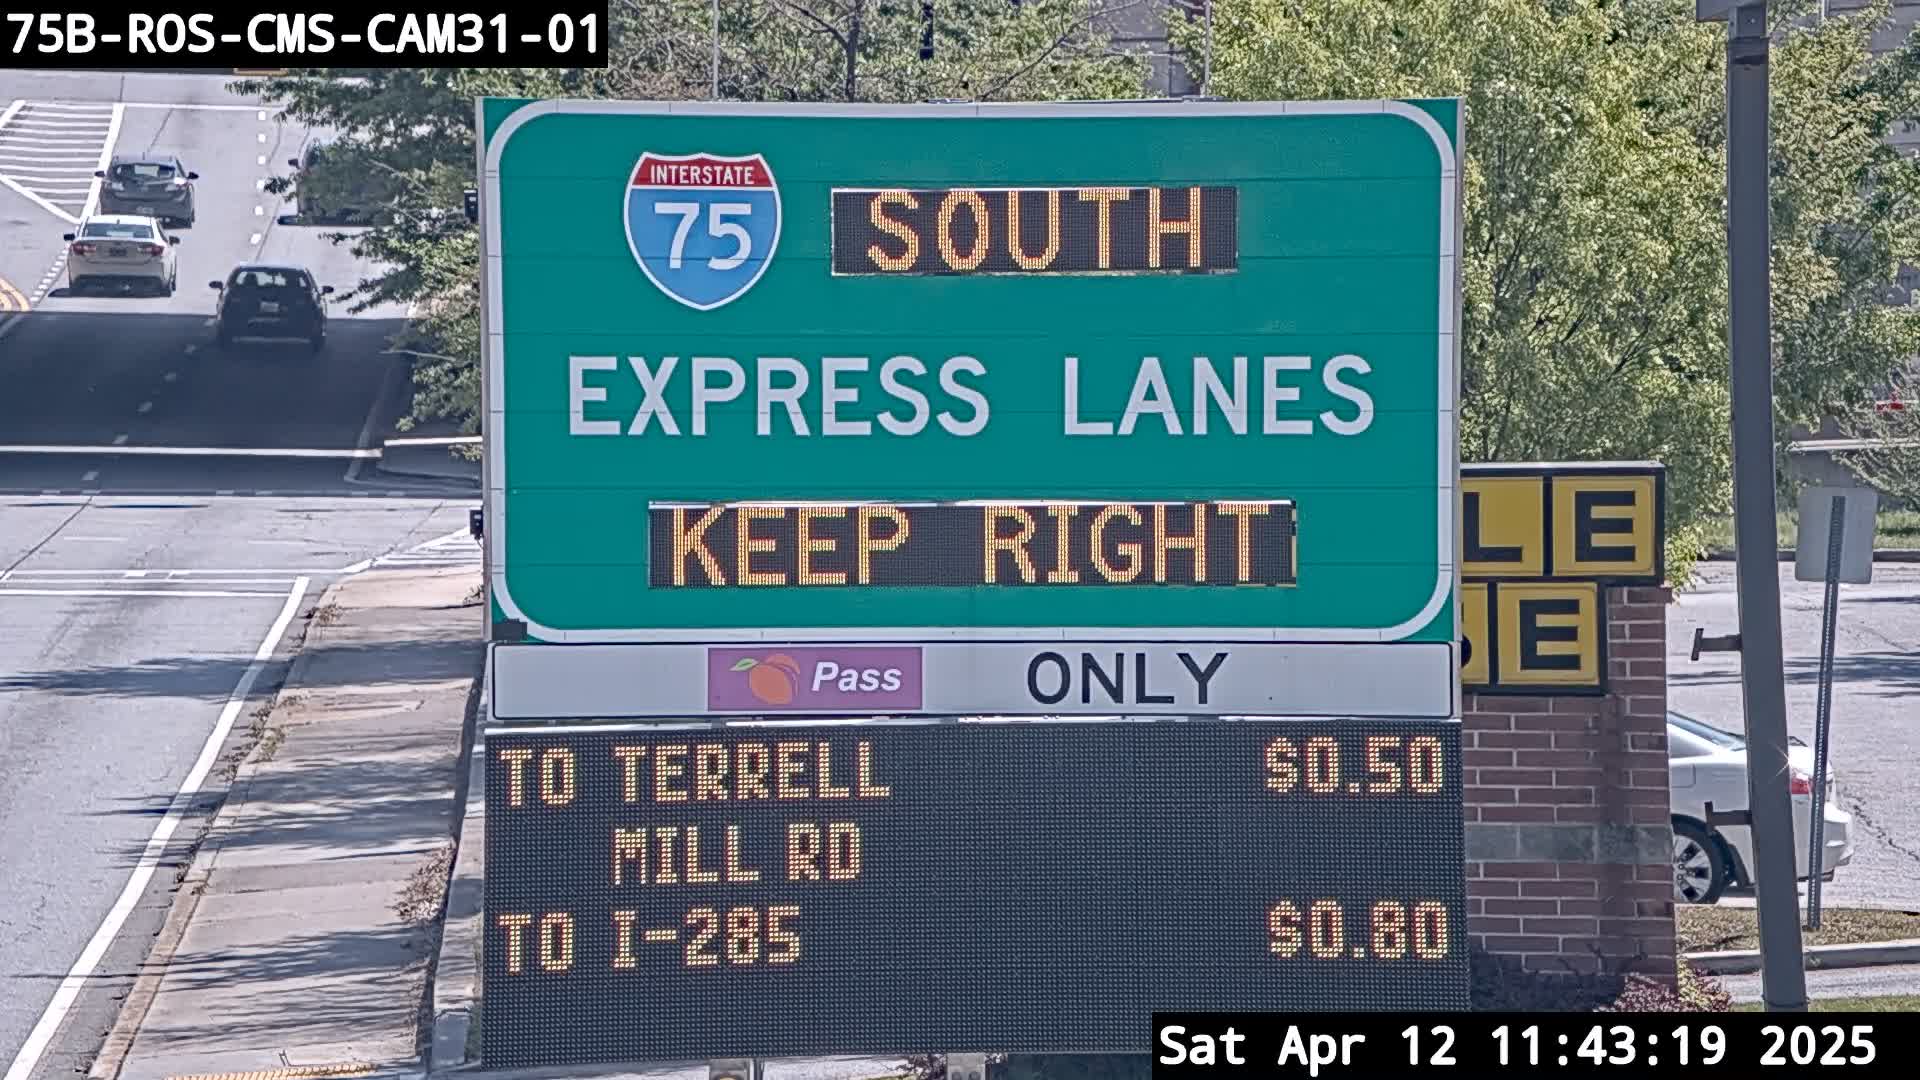 75B-ROS-CMS-CAM31-01
INTERSTATE
75
SOUTH
EXPRESS LANES
KEEP RIGHT
Pass ONLY
TO TERRELL $0.50
MILL RD
TO I-285 $0.80
LE
E
Sat Apr 12 11:43:19 2025